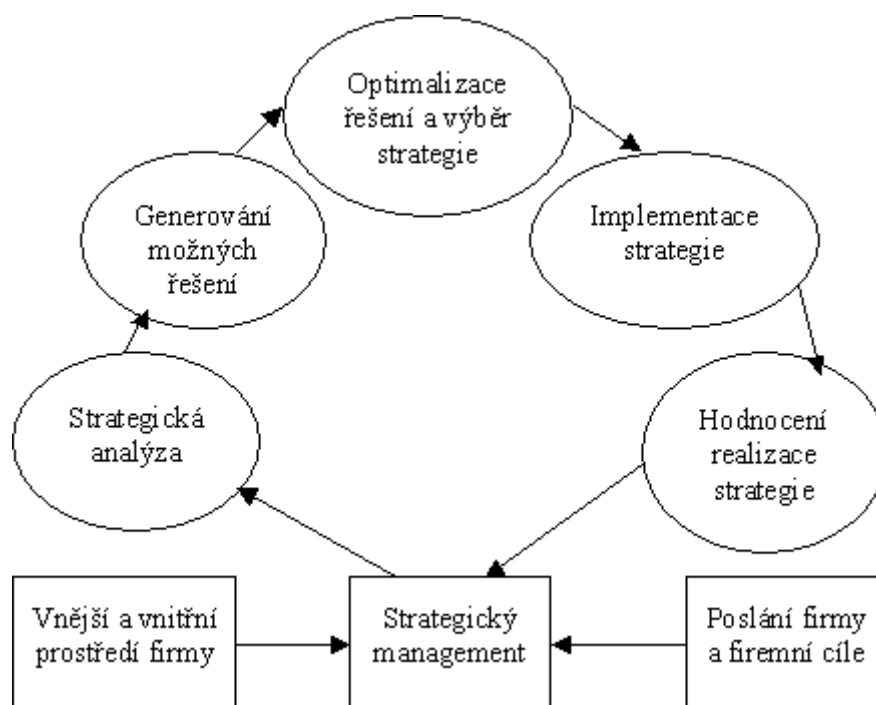 Optimalizace
řešení a výběr
strategie
Generování
možných
řešení
Implementace
strategie
Strategická
analýza
Hodnocení
realizace
strategie
Vnější a vnitřní
prostředí firmy
Strategický
management
Poslání firmy
a firemní cíle